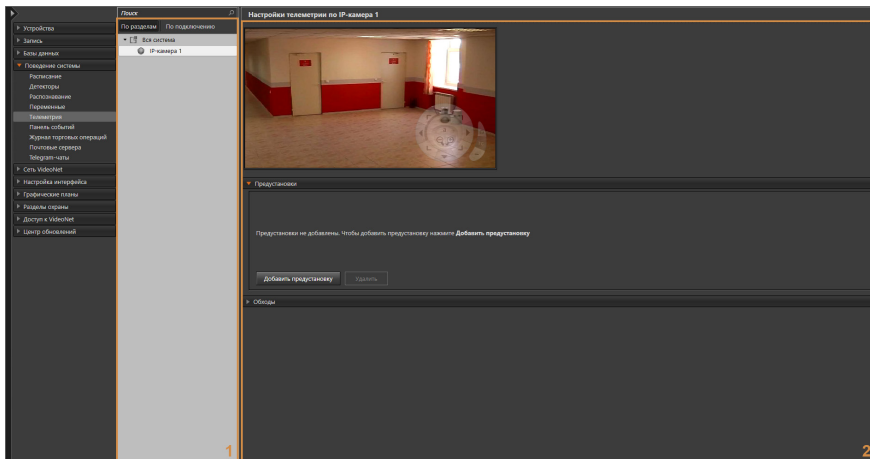 Устройства
Запись
Базы данных
Поведение системы
Расписание
Детекторы
Распознавание
Переменные
Телеметрия
Панель событий
Журнал торговых операций
Почтовые сервера
Telegram-чаты
Сеть VideoNet
Настройка интерфейса
Графические планы
Разделы охраны
Доступ к VideoNet
Центр обновлений
Поиск
По разделам По подключению
Вся система
IP-камера 1
1
Настройки телеметрии по IP-камера 1
Предустановки
Предустановки не добавлены. Чтобы добавить предустановку нажмите Добавить предустановку
Добавить предустановку Удалить
Обходы
2